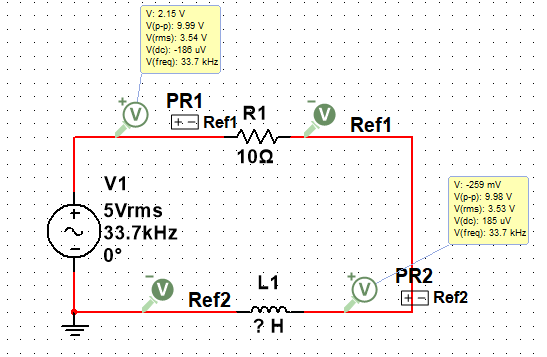 V: 2.15 V
V(p-p): 9.99 V
V(rms): 3.54 V
V(dc): -186 uV
V(freq): 33.7 kHz
+ V
PR1
+ -
Ref1
R1
10Ω
- V
Ref1
V1
+
5Vrms
33.7kHz
-
0°
V: -259 mV
V(p-p): 9.98 V
V(rms): 3.53 V
V(dc): 185 uV
V(freq): 33.7 kHz
- V
Ref2
L1
? H
+ V
PR2
+ -
Ref2